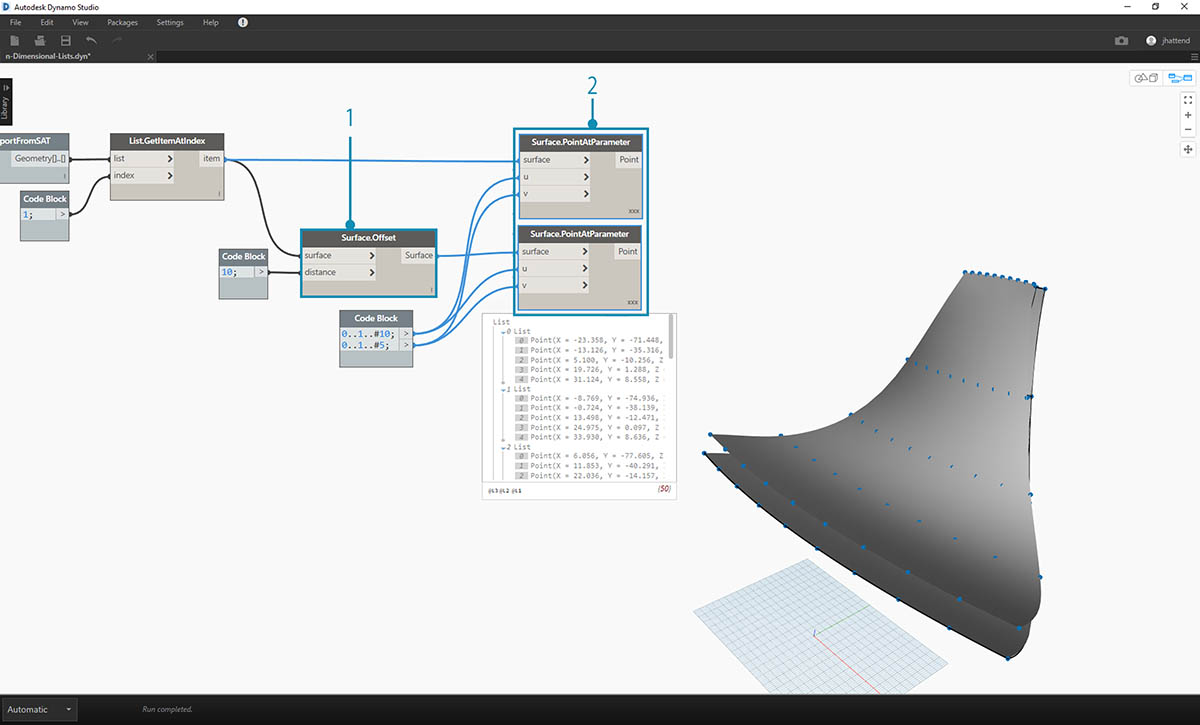 Autodesk Dynamo Studio
File Edit View Packages Settings Help
jhattend
n-Dimensional-Lists.dyn*
Library
1
2
portFromSAT
Geometry[]..[]
List.GetItemAtIndex
list > item
index >
Code Block
1; >
Surface.PointAtParameter
surface > Point
u >
v >
xxx
Surface.Offset
surface > Surface
distance >
Code Block
10; >
Surface.PointAtParameter
surface > Point
u >
v >
xxx
Code Block
0..1..#10; >
0..1..#5; >
List
0 List
0 Point(X = -23.358, Y = -71.448,
1 Point(X = -13.126, Y = -35.316,
2 Point(X = 5.100, Y = -10.256, Z
3 Point(X = 19.726, Y = 1.288, Z
4 Point(X = 31.124, Y = 8.558, Z
1 List
0 Point(X = -8.769, Y = -74.936,
1 Point(X = -0.724, Y = -38.139,
2 Point(X = 13.498, Y = -12.471,
3 Point(X = 24.975, Y = 0.097, Z
4 Point(X = 33.930, Y = 8.636, Z
2 List
0 Point(X = 6.056, Y = -77.605, Z
1 Point(X = 11.853, Y = -40.291,
2 Point(X = 22.036, Y = -14.157,
@L3 @L2 @L1 {50}
Automatic Run completed.